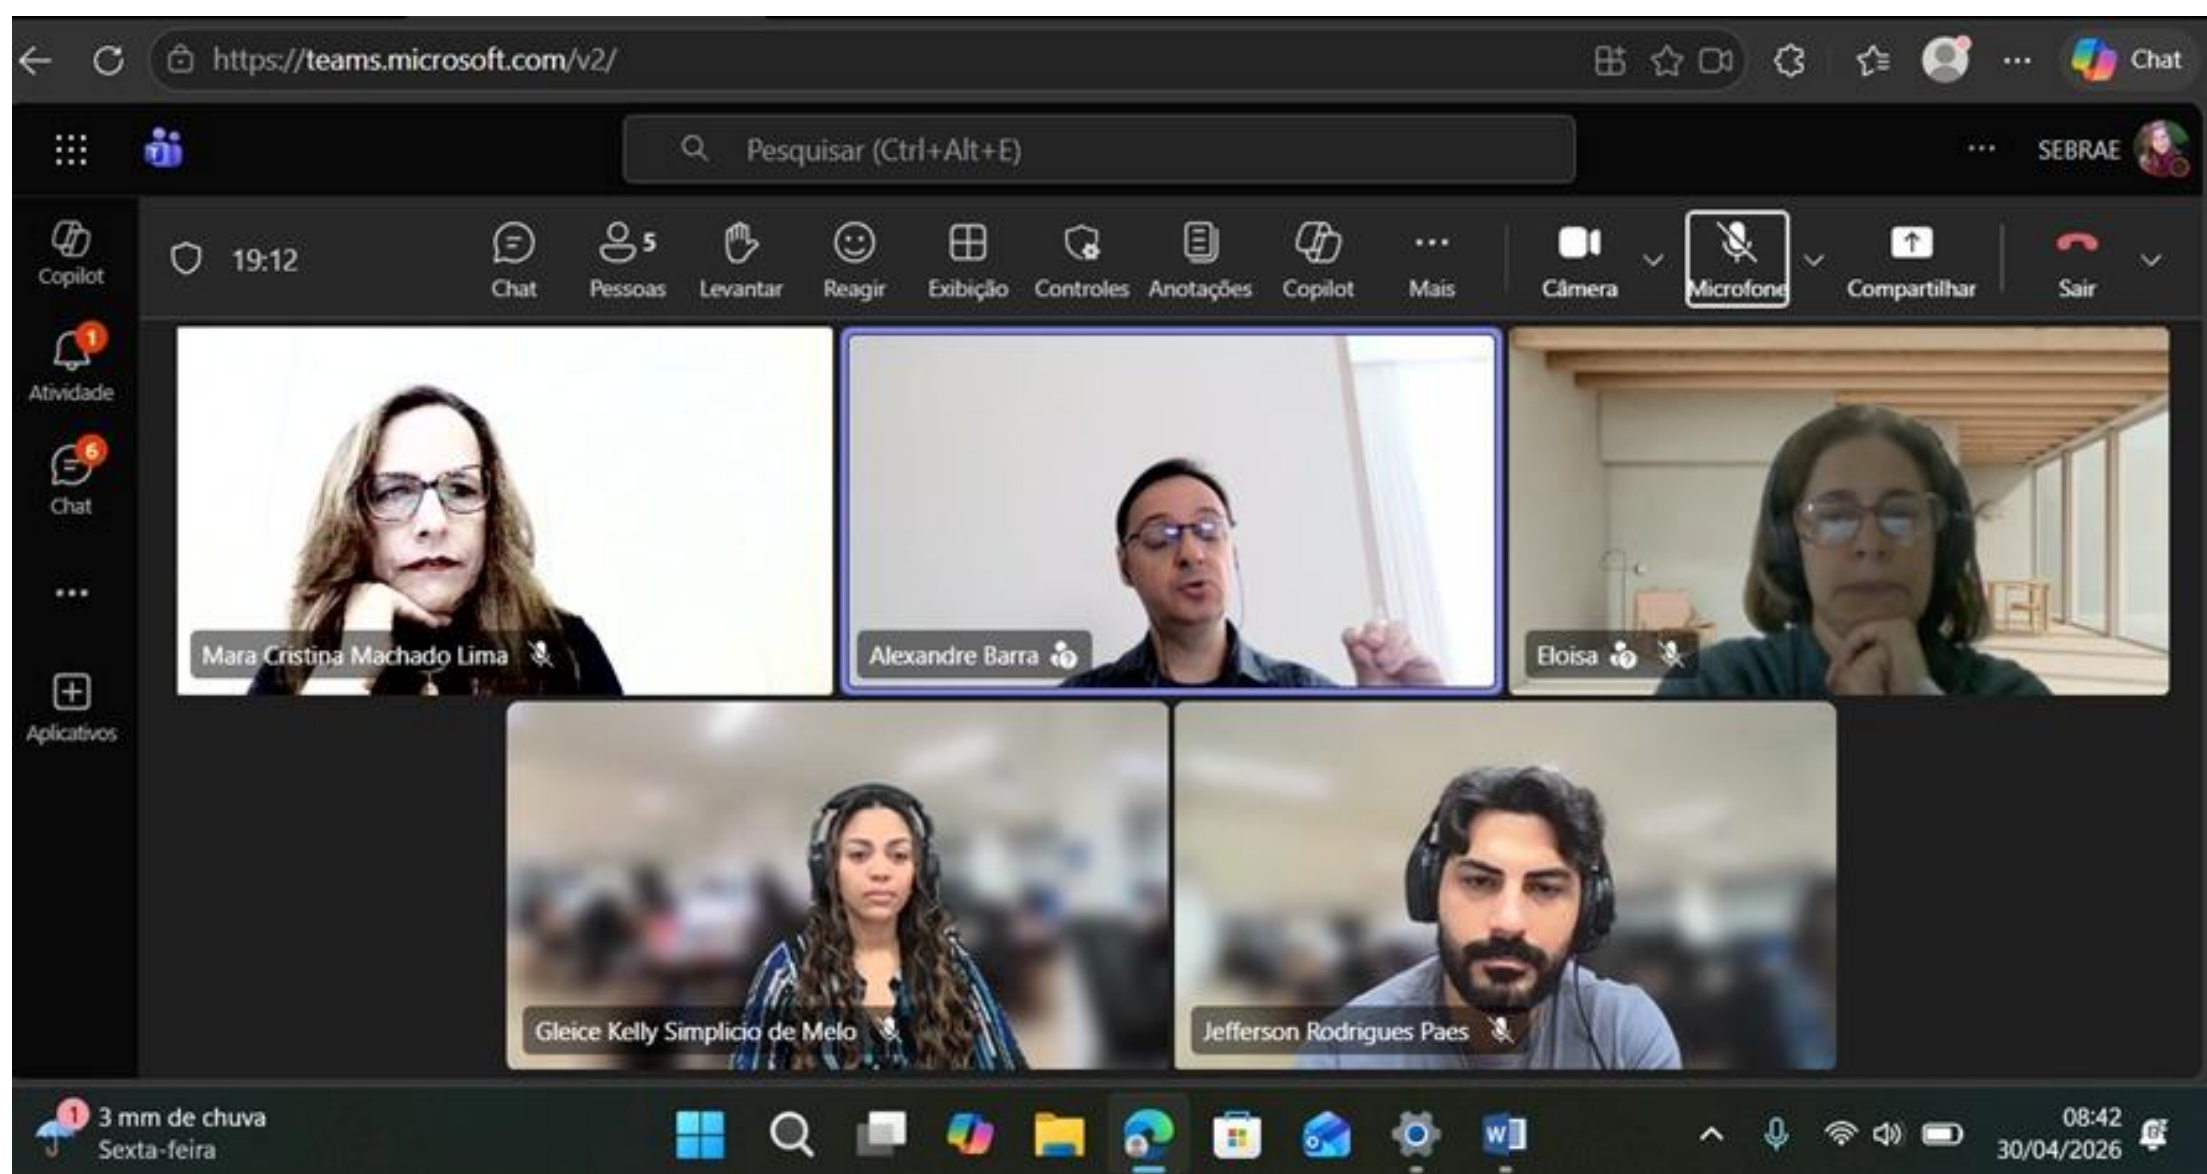 https://teams.microsoft.com/v2/
Chat
Pesquisar (Ctrl+Alt+E)
SEBRAE
Copilot
Atividade
1
Chat
6
Aplicativos
19:12
Chat
Pessoas 5
Levantar
Reagir
Exibição
Controles
Anotações
Copilot
Mais
Câmera
Microfone
Compartilhar
Sair
Mara Cristina Machado Lima
Alexandre Barra
Eloisa
Gleice Kelly Simplicio de Melo
Jefferson Rodrigues Paes
1
3 mm de chuva
Sexta-feira
08:42
30/04/2026